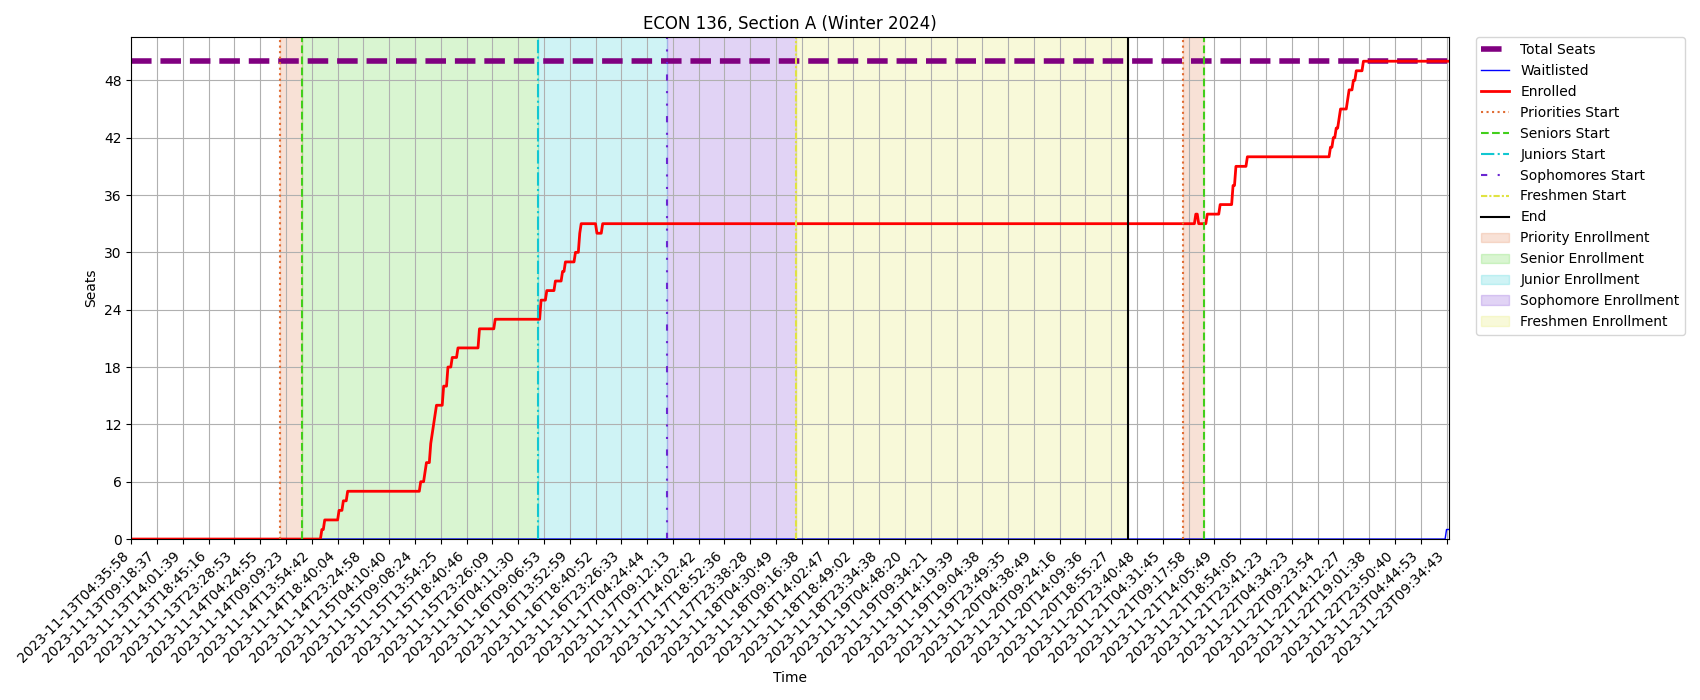 ECON 136, Section A (Winter 2024)
Total Seats
Waitlisted
Enrolled
Priorities Start
Seniors Start
Juniors Start
Sophomores Start
Freshmen Start
End
Priority Enrollment
Senior Enrollment
Junior Enrollment
Sophomore Enrollment
Freshmen Enrollment
Seats
48
42
36
30
24
18
12
6
0
2023-11-13T04:35:58
2023-11-13T09:18:37
2023-11-13T14:01:39
2023-11-13T18:45:16
2023-11-13T23:28:53
2023-11-14T04:24:55
2023-11-14T09:09:23
2023-11-14T13:54:42
2023-11-14T18:40:04
2023-11-14T23:24:58
2023-11-15T04:10:40
2023-11-15T09:08:24
2023-11-15T13:54:25
2023-11-15T18:40:46
2023-11-15T23:26:09
2023-11-16T04:11:30
2023-11-16T09:06:53
2023-11-16T13:52:59
2023-11-16T18:40:52
2023-11-16T23:26:33
2023-11-17T04:24:44
2023-11-17T09:12:13
2023-11-17T14:02:42
2023-11-17T18:52:36
2023-11-17T23:38:28
2023-11-18T04:30:49
2023-11-18T09:16:38
2023-11-18T14:02:47
2023-11-18T18:49:02
2023-11-18T23:34:38
2023-11-19T04:48:20
2023-11-19T09:34:21
2023-11-19T14:19:39
2023-11-19T19:04:38
2023-11-19T23:49:35
2023-11-20T04:38:49
2023-11-20T09:24:16
2023-11-20T14:09:36
2023-11-20T18:55:27
2023-11-20T23:40:48
2023-11-21T04:31:45
2023-11-21T09:17:58
2023-11-21T14:05:49
2023-11-21T18:54:05
2023-11-21T23:41:23
2023-11-22T04:34:23
2023-11-22T09:23:54
2023-11-22T14:12:27
2023-11-22T19:01:38
2023-11-22T23:50:40
2023-11-23T04:44:53
2023-11-23T09:34:43
Time